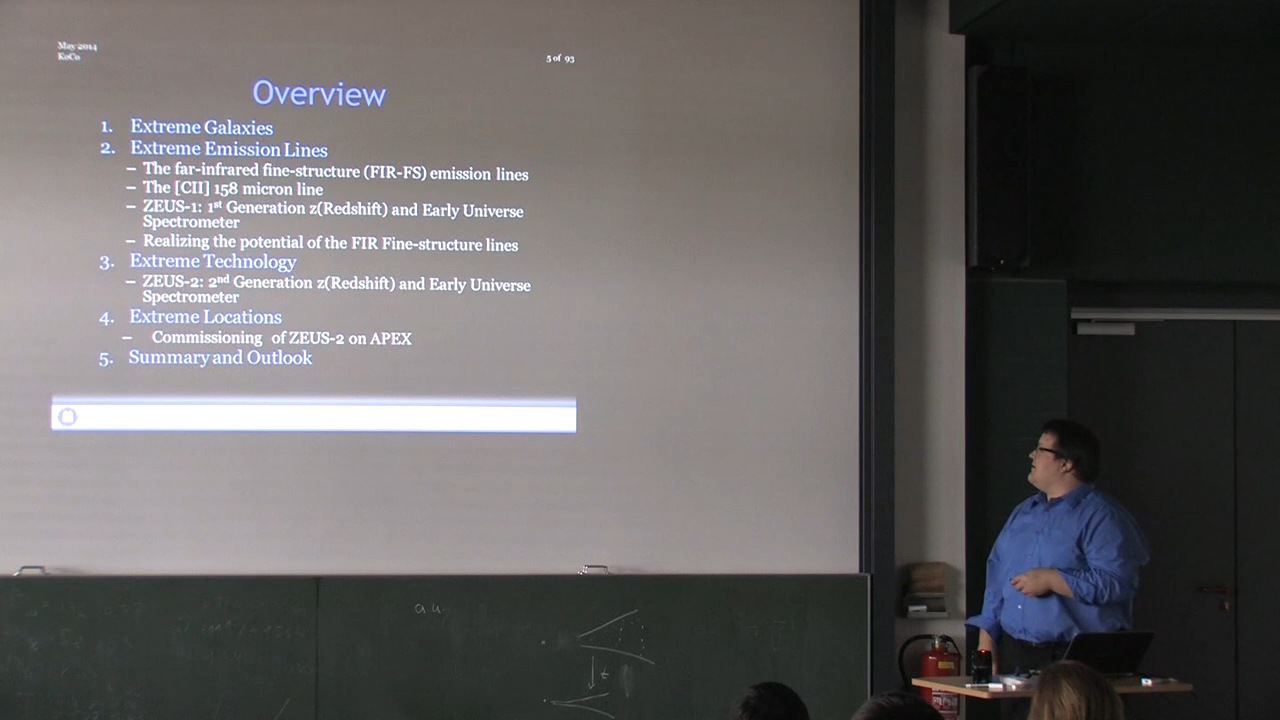 May 2014
KoCo
5 of 93
Overview
1. Extreme Galaxies
2. Extreme Emission Lines
– The far-infrared fine-structure (FIR-FS) emission lines
– The [CII] 158 micron line
– ZEUS-1: 1st Generation z(Redshift) and Early Universe
Spectrometer
– Realizing the potential of the FIR Fine-structure lines
3. Extreme Technology
– ZEUS-2: 2nd Generation z(Redshift) and Early Universe
Spectrometer
4. Extreme Locations
– Commissioning of ZEUS-2 on APEX
5. Summary and Outlook
t